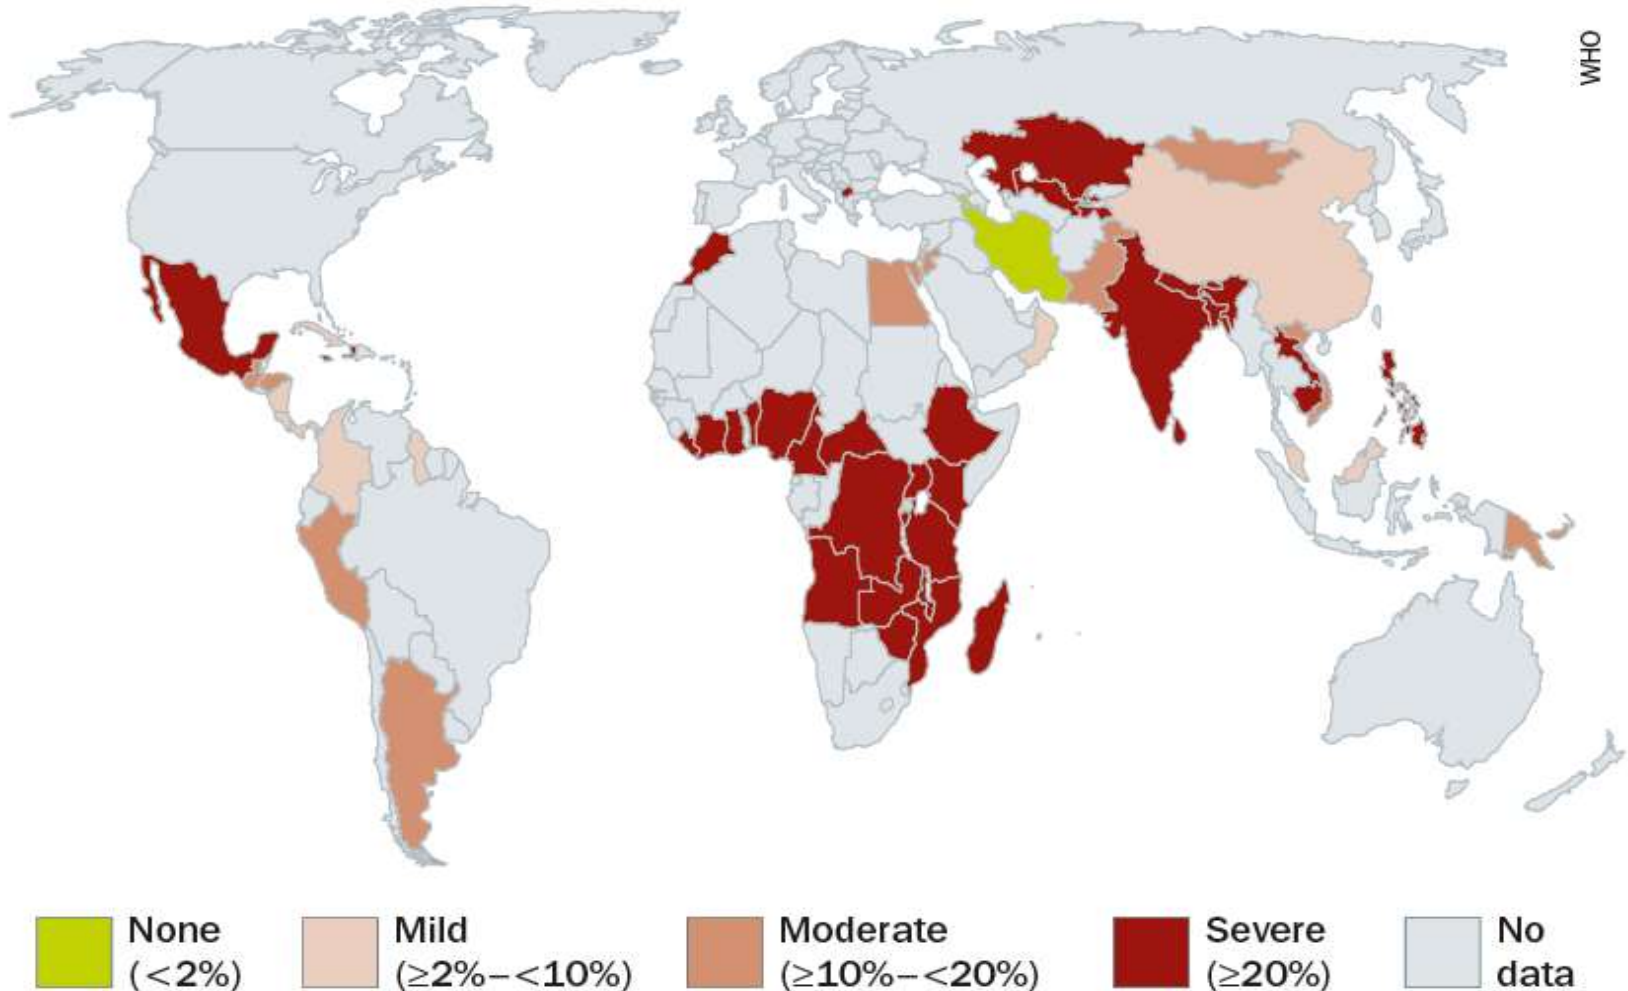 WHO
None
(<2%)
Mild
(≥2%–<10%)
Moderate
(≥10%–<20%)
Severe
(≥20%)
No
data